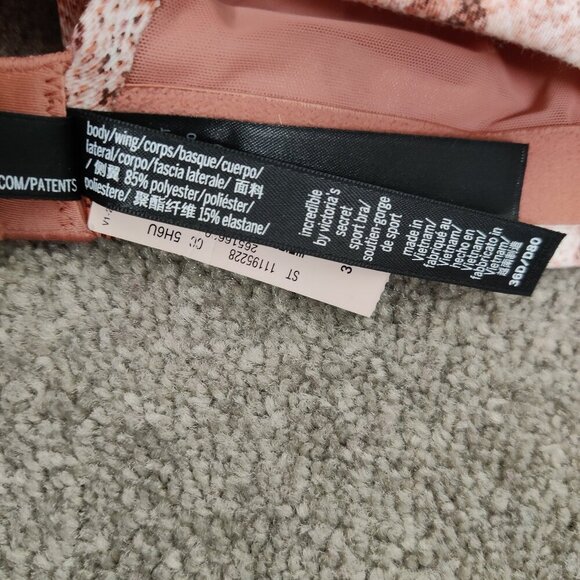 COM/PATENTS
body/wing/corps/basque/cuerpo/
lateral/corpo/fascia laterale/
/ 側翼 85% polyester/poliéster/ 面料
poliestere/ 聚酯纤维 15% elastane/
incredible
by victoria's
secret
sport bra/
soutien-gorge
de sport
made in
vietnam/
fabriqué au
vietnam/
hecho en
vietnam/
fabbricato in
vietnam/
越南制造
36D/D80
ST 11195228
5H6U